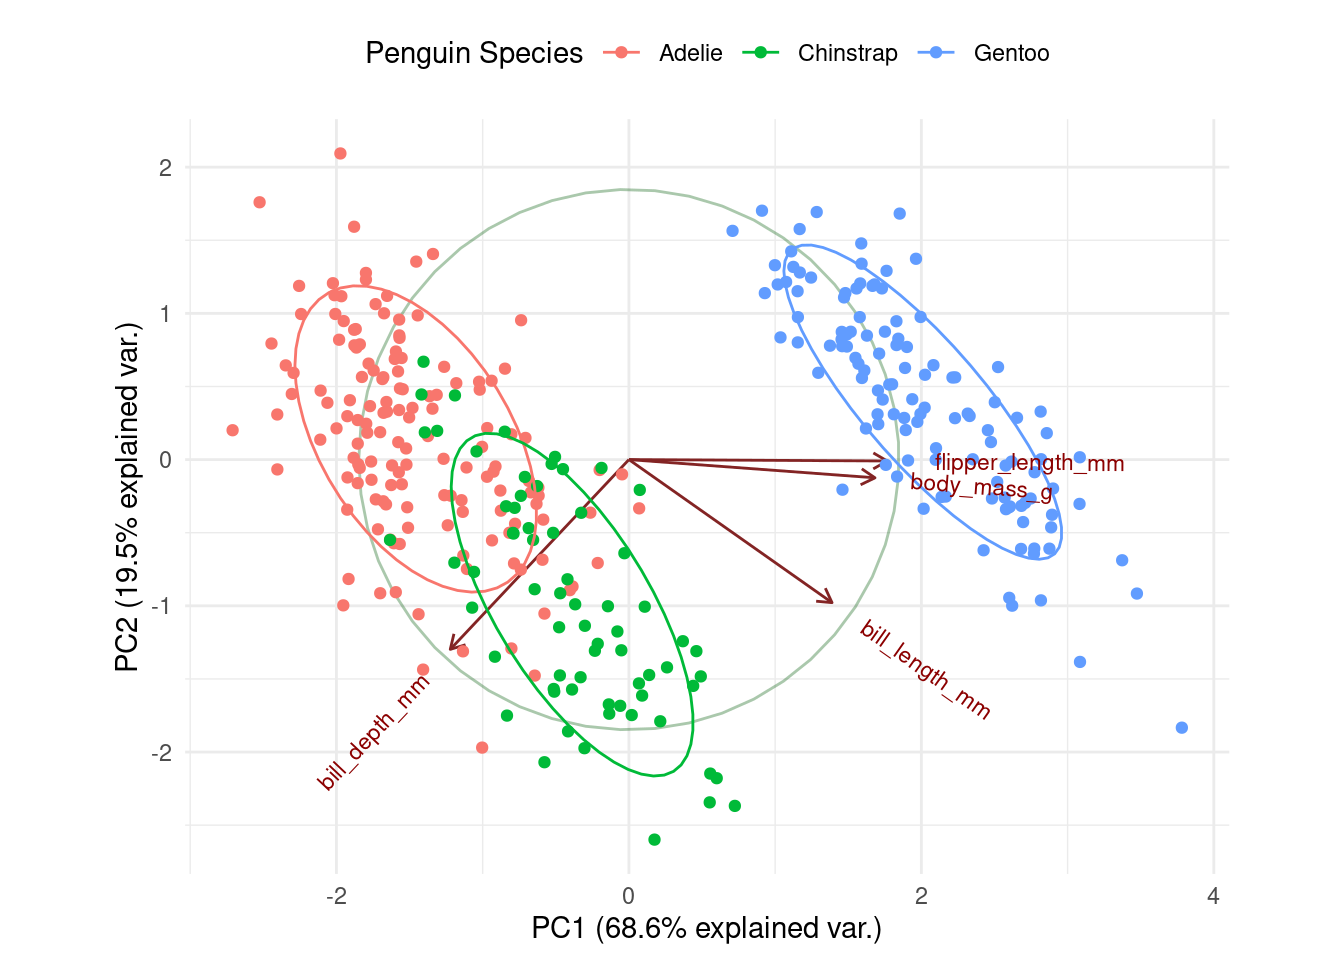 Penguin Species Adelie Chinstrap Gentoo
2
1
0
-1
-2
PC2 (19.5% explained var.)
flipper_length_mm
body_mass_g
bill_length_mm
bill_depth_mm
-2 0 2 4
PC1 (68.6% explained var.)